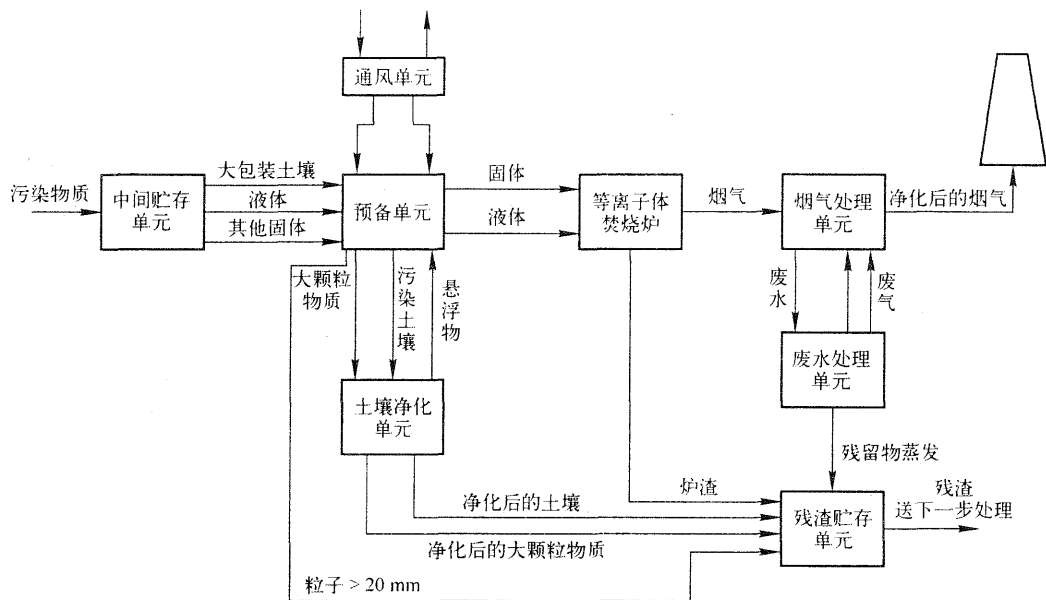 通风单元
污染物质
中间贮存
单元
大包装土壤
液体
其他固体
预备单元
固体
液体
等离子体
焚烧炉
烟气
烟气处理
单元
净化后的烟气
大颗粒
物质
污染土壤
悬浮物
废水
废气
废水处理
单元
土壤净化
单元
残留物蒸发
炉渣
净化后的土壤
净化后的大颗粒物质
残渣贮存
单元
残渣
送下一步处理
粒子 > 20 mm